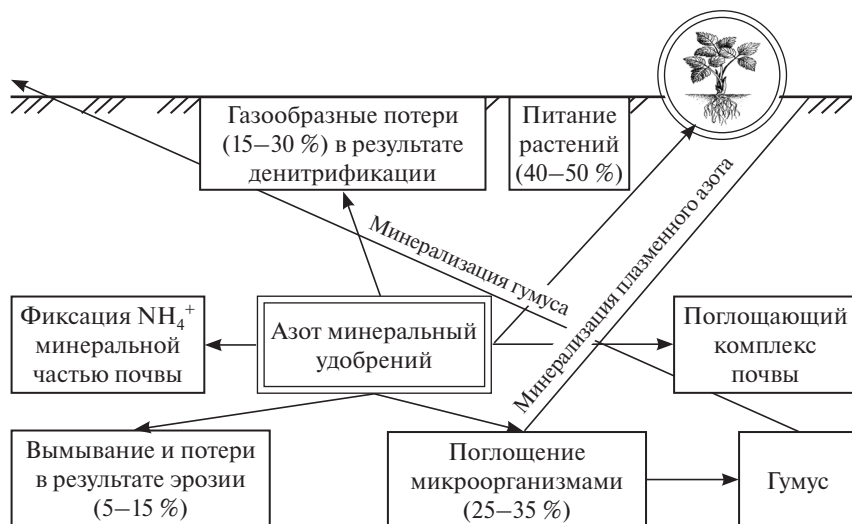 Газообразные потери
(15–30 %) в результате
денитрификации
Питание
растений
(40–50 %)
Минерализация гумуса
Минерализация плазменного азота
Фиксация NH₄⁺
минеральной
частью почвы
Азот минеральный
удобрений
Поглощающий
комплекс
почвы
Вымывание и потери
в результате эрозии
(5–15 %)
Поглощение
микроорганизмами
(25–35 %)
Гумус